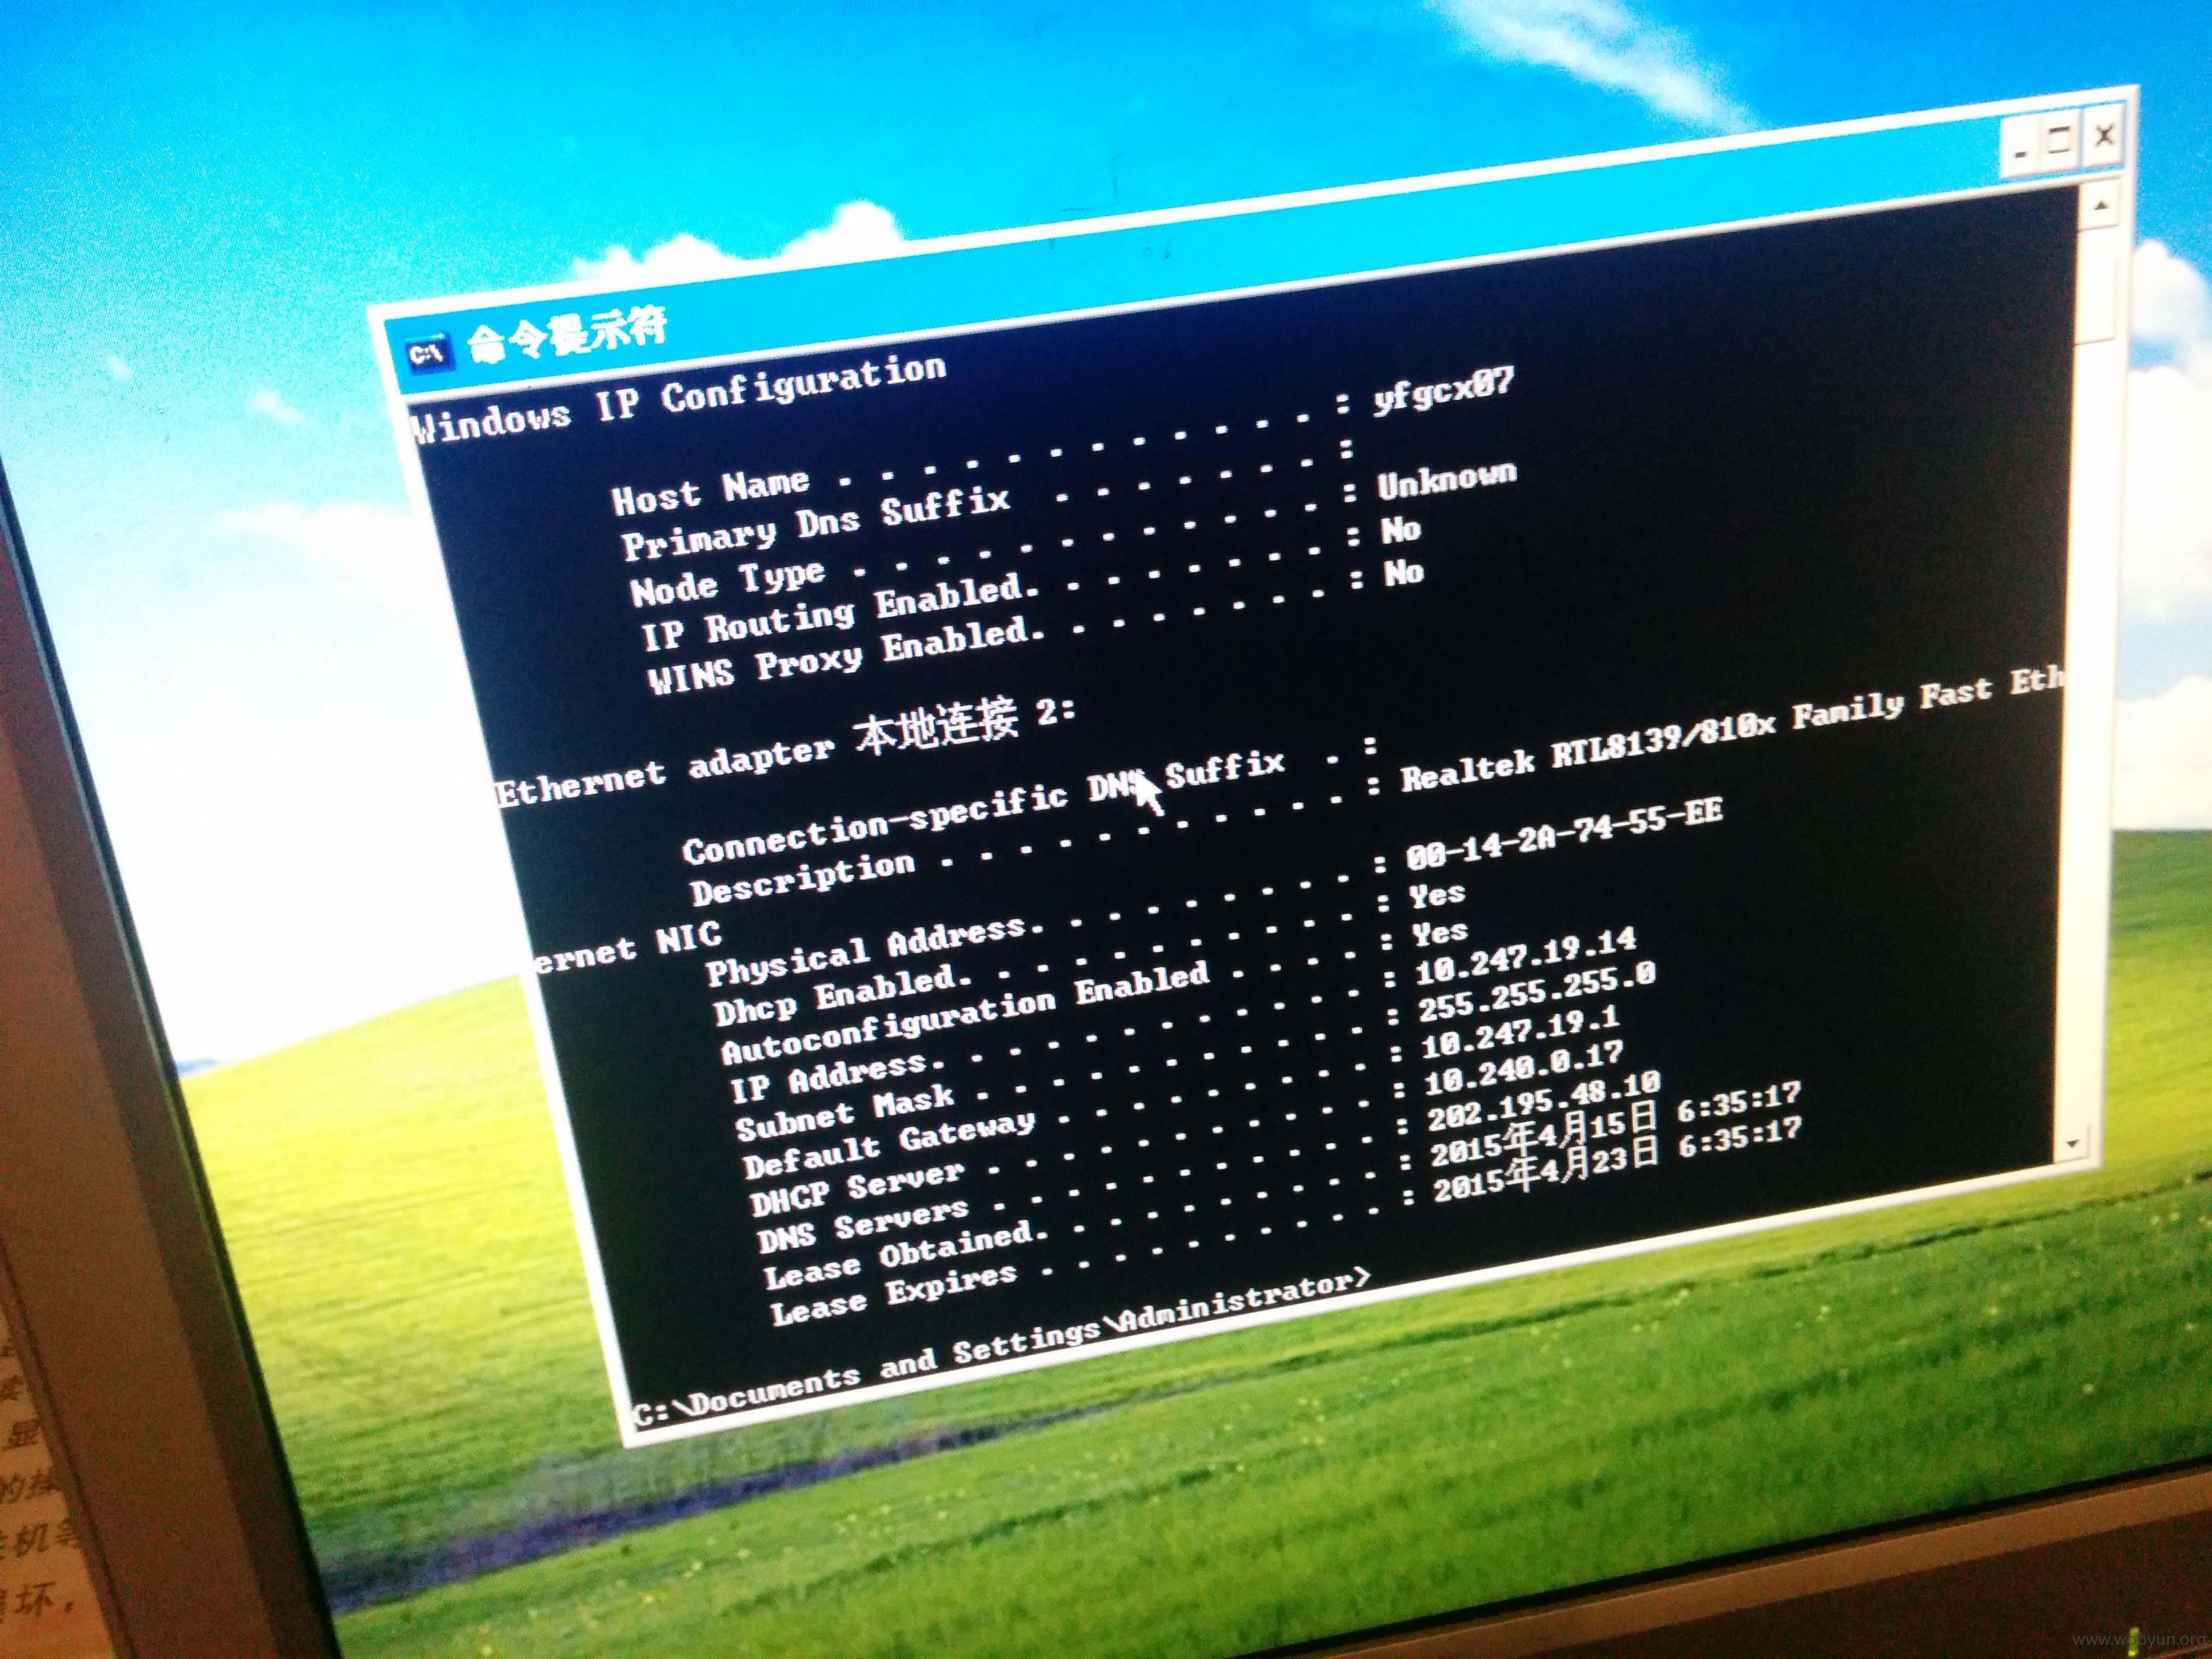 命令提示符
Windows IP Configuration
Host Name . . . . . . . . . . . . : yfgcx07
Primary Dns Suffix . . . . . . . :
Node Type . . . . . . . . . . . . : Unknown
IP Routing Enabled. . . . . . . . : No
WINS Proxy Enabled. . . . . . . . : No
Ethernet adapter 本地连接 2:
Connection-specific DNS Suffix . :
Description . . . . . . . . . . . : Realtek RTL8139/810x Family Fast Eth
ernet NIC
Physical Address. . . . . . . . . : 00-14-2A-74-55-EE
Dhcp Enabled. . . . . . . . . . . : Yes
Autoconfiguration Enabled . . . . : Yes
IP Address. . . . . . . . . . . . : 10.247.19.14
Subnet Mask . . . . . . . . . . . : 255.255.255.0
Default Gateway . . . . . . . . . : 10.247.19.1
DHCP Server . . . . . . . . . . . : 10.240.0.17
DNS Servers . . . . . . . . . . . : 202.195.48.10
Lease Obtained. . . . . . . . . . : 2015年4月15日 6:35:17
Lease Expires . . . . . . . . . . : 2015年4月23日 6:35:17
C:\Documents and Settings\Administrator>
显
的操
机等
坏，
www.wooyun.org